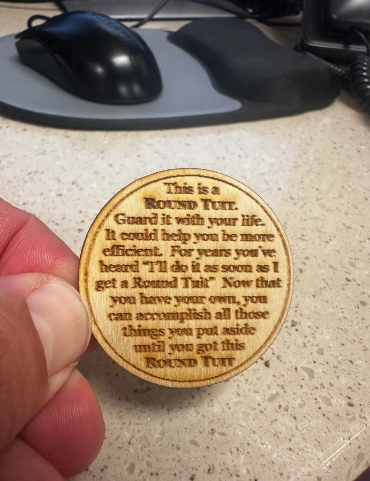 This is a
ROUND TUIT.
Guard it with your life.
It could help you be more
efficient. For years you've
heard "I'll do it as soon as I
get a Round Tuit" Now that
you have your own, you
can accomplish all those
things you put aside
until you got this
ROUND TUIT